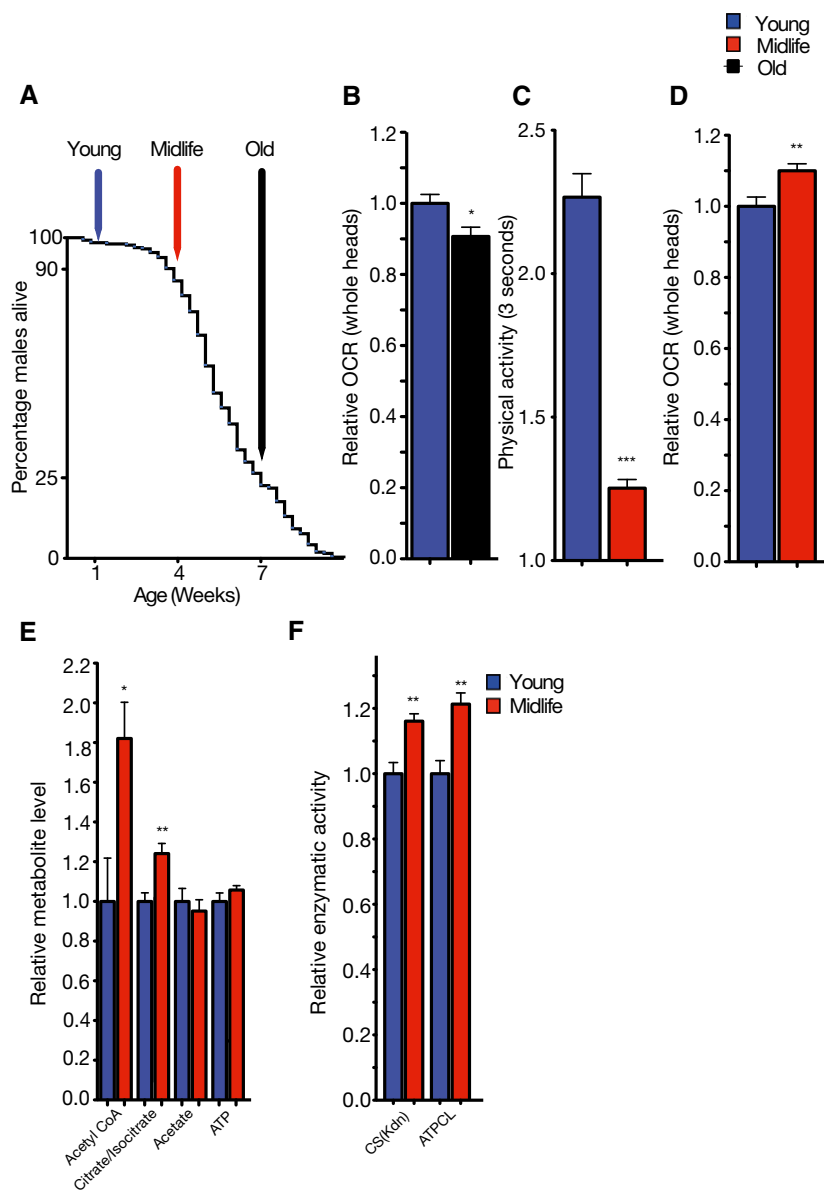 Young
Midlife
Old
A
B
C
D
Young Midlife Old
Percentage males alive
100
90
25
0
1 4 7
Age (Weeks)
Relative OCR (whole heads)
1.2
1.0
0.8
0.6
0.4
0.2
0.0
*
Physical activity (3 seconds)
2.5
2.0
1.5
1.0
***
Relative OCR (whole heads)
1.2
1.0
0.8
0.6
0.4
0.2
0.0
**
E
F
Relative metabolite level
2.2
2.0
1.8
1.6
1.4
1.2
1.0
0.8
0.6
0.4
0.2
0.0
*
**
Acetyl CoA
Citrate/Isocitrate
Acetate
ATP
Relative enzymatic activity
1.2
1.0
0.8
0.6
0.4
0.2
0.0
**
**
CS(Kdn)
ATPCL
Young
Midlife